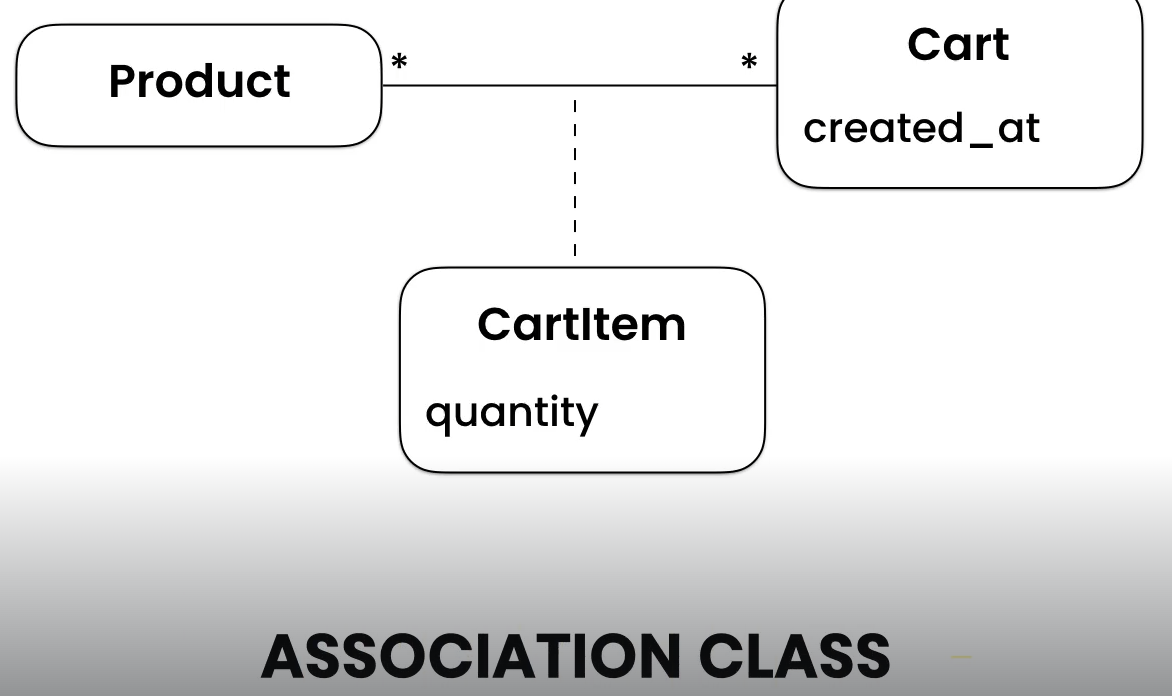 Product
*
*
Cart
created_at
CartItem
quantity
ASSOCIATION CLASS